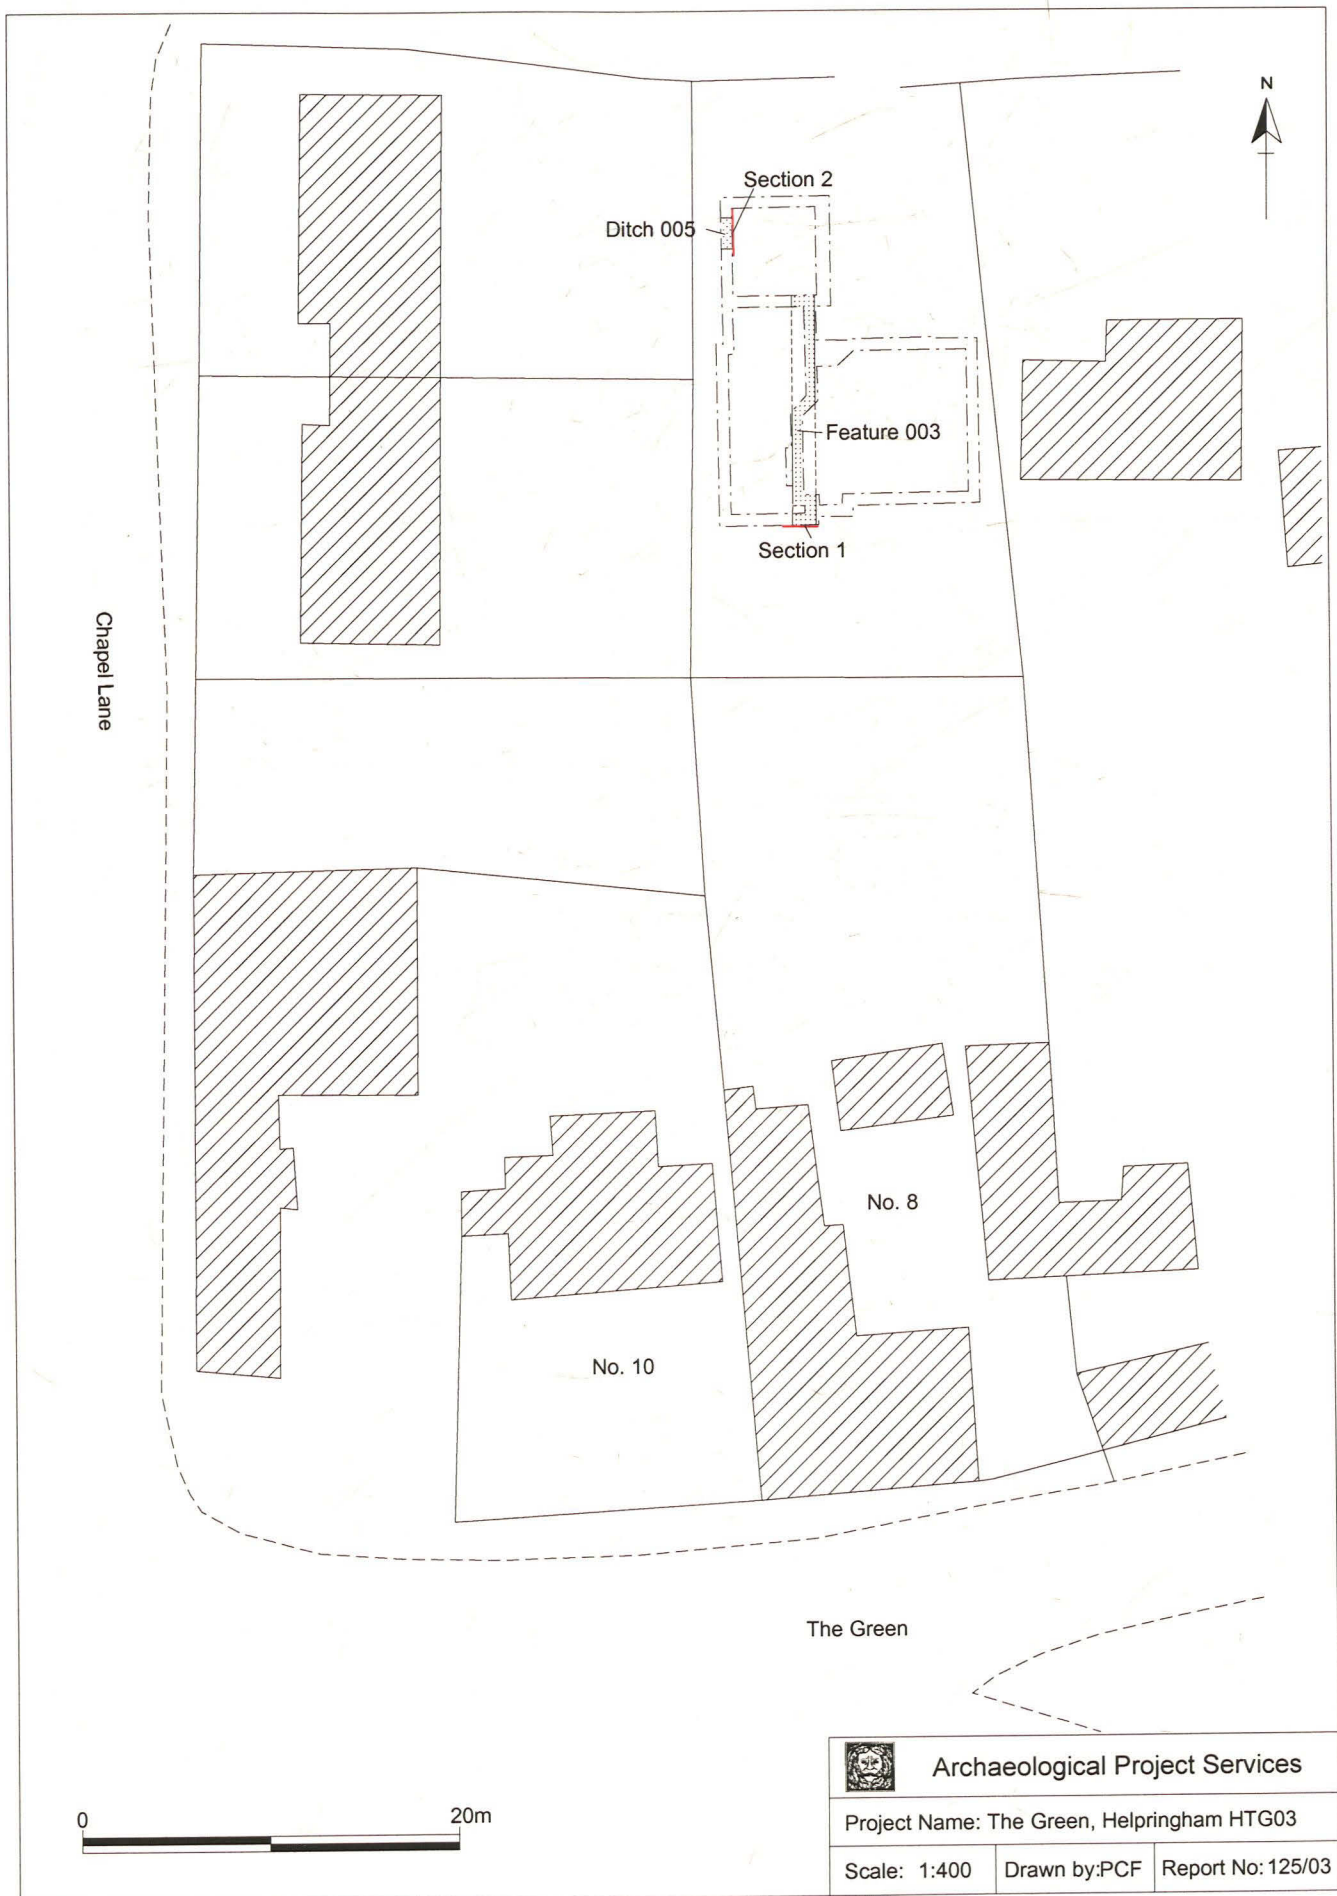 N
Section 2
Ditch 005
Feature 003
Section 1
Chapel Lane
No. 8
No. 10
The Green
0
20m
Archaeological Project Services
Project Name: The Green, Helpringham HTG03
Scale: 1:400
Drawn by:PCF
Report No: 125/03